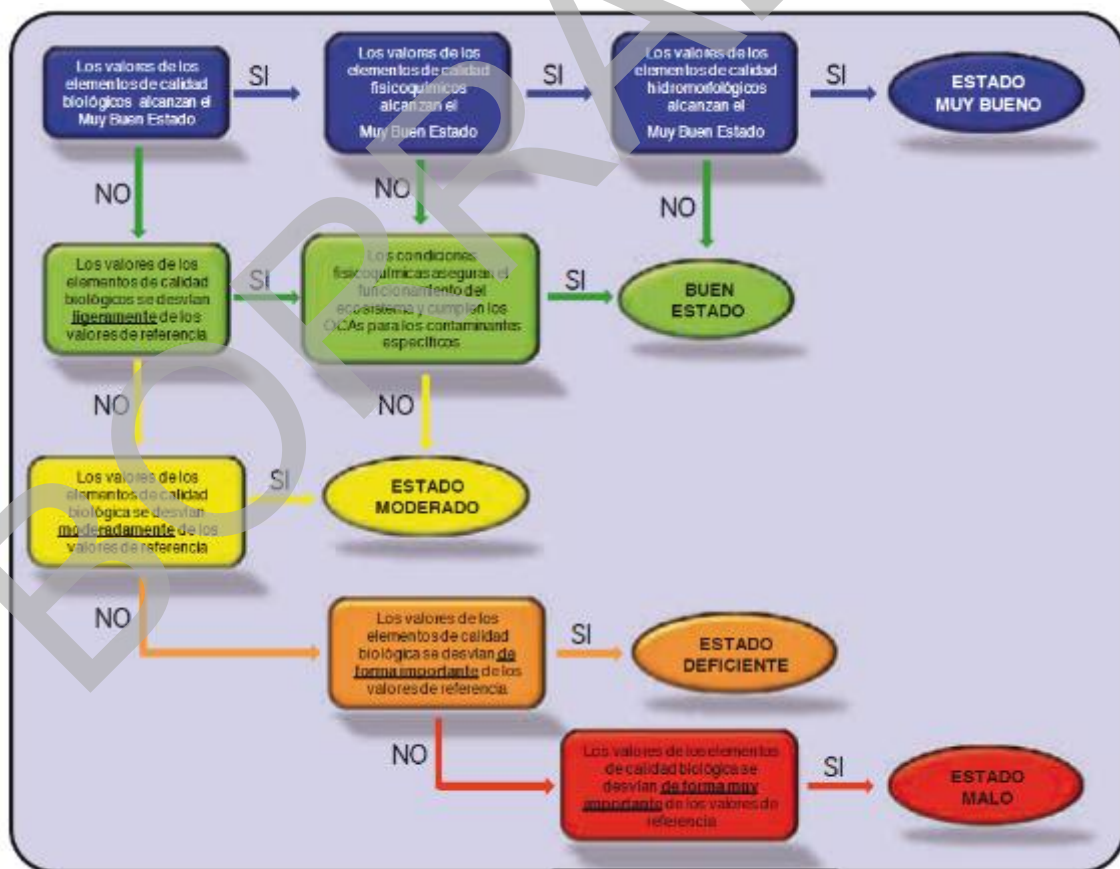 Los valores de los
elementos de calidad
biológicos alcanzan el
Muy Buen Estado
SI
Los valores de los
elementos de calidad
fisicoquímicos
alcanzan el
Muy Buen Estado
SI
Los valores de los
elementos de calidad
hidromorfológicos
alcanzan el
Muy Buen Estado
SI
ESTADO
MUY BUENO
NO
NO
NO
Los valores de los
elementos de calidad
biológicos se desvían
ligeramente de los
valores de referencia
SI
Los condiciones
fisicoquímicas aseguran el
funcionamiento del
ecosistema y cumplen los
OCAs para los contaminantes
específicos
SI
BUEN
ESTADO
NO
NO
Los valores de los
elementos de calidad
biológica se desvían
moderadamente de los
valores de referencia
SI
ESTADO
MODERADO
NO
Los valores de los
elementos de calidad
biológica se desvían de
forma importante de los
valores de referencia
SI
ESTADO
DEFICIENTE
NO
Los valores de los elementos
de calidad biológica se
desvían de forma muy
importante de los valores de
referencia
SI
ESTADO
MALO